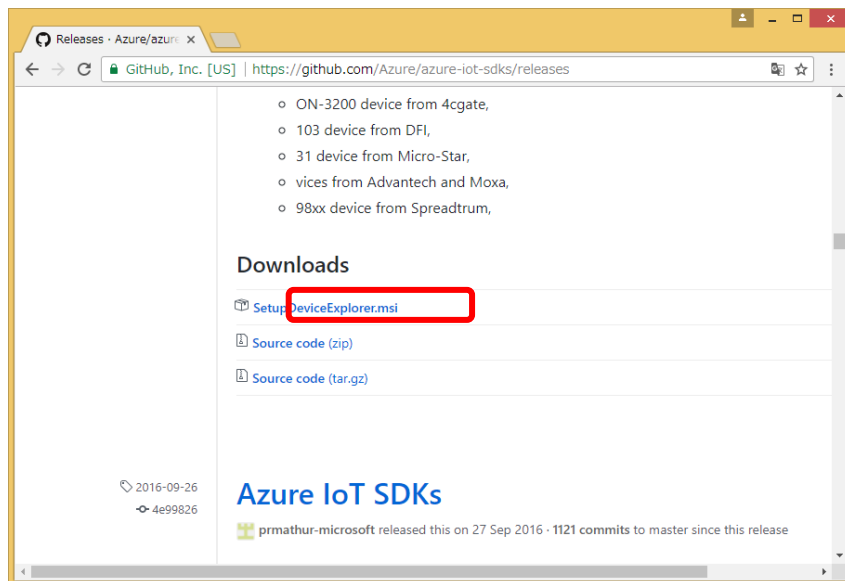 Releases · Azure/azure
GitHub, Inc. [US] | https://github.com/Azure/azure-iot-sdks/releases
ON-3200 device from 4cgate,
103 device from DFI,
31 device from Micro-Star,
vices from Advantech and Moxa,
98xx device from Spreadtrum,
Downloads
SetupDeviceExplorer.msi
Source code (zip)
Source code (tar.gz)
2016-09-26
4e99826
Azure IoT SDKs
prmathur-microsoft released this on 27 Sep 2016 · 1121 commits to master since this release